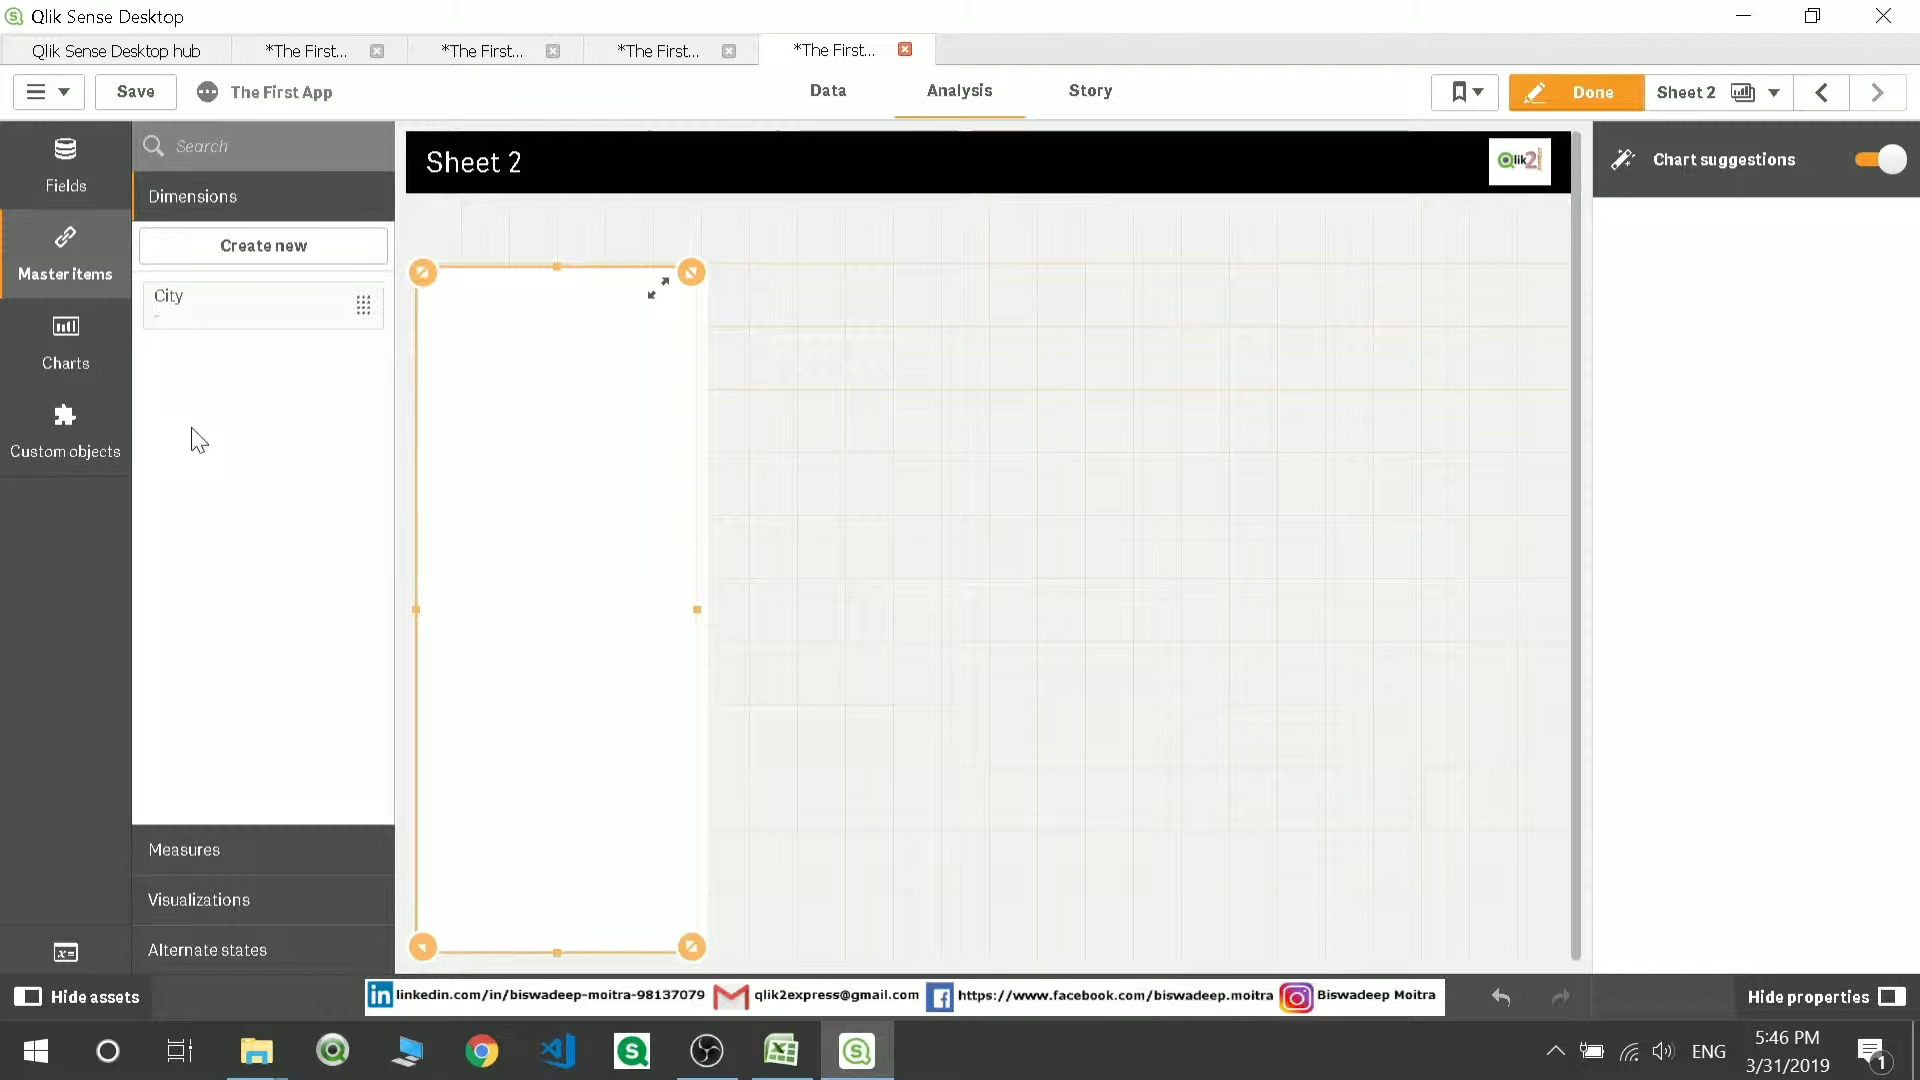 Qlik Sense Desktop
Qlik Sense Desktop hub
*The First...
*The First...
*The First...
*The First...
Save
The First App
Data
Analysis
Story
Done
Sheet 2
Fields
Master items
Charts
Custom objects
Search
Dimensions
Create new
City
Measures
Visualizations
Alternate states
Sheet 2
Qlik2
Chart suggestions
Hide assets
linkedin.com/in/biswadeep-moitra-98137079
qlik2express@gmail.com
https://www.facebook.com/biswadeep.moitra
Biswadeep Moitra
Hide properties
ENG
5:46 PM
3/31/2019
1